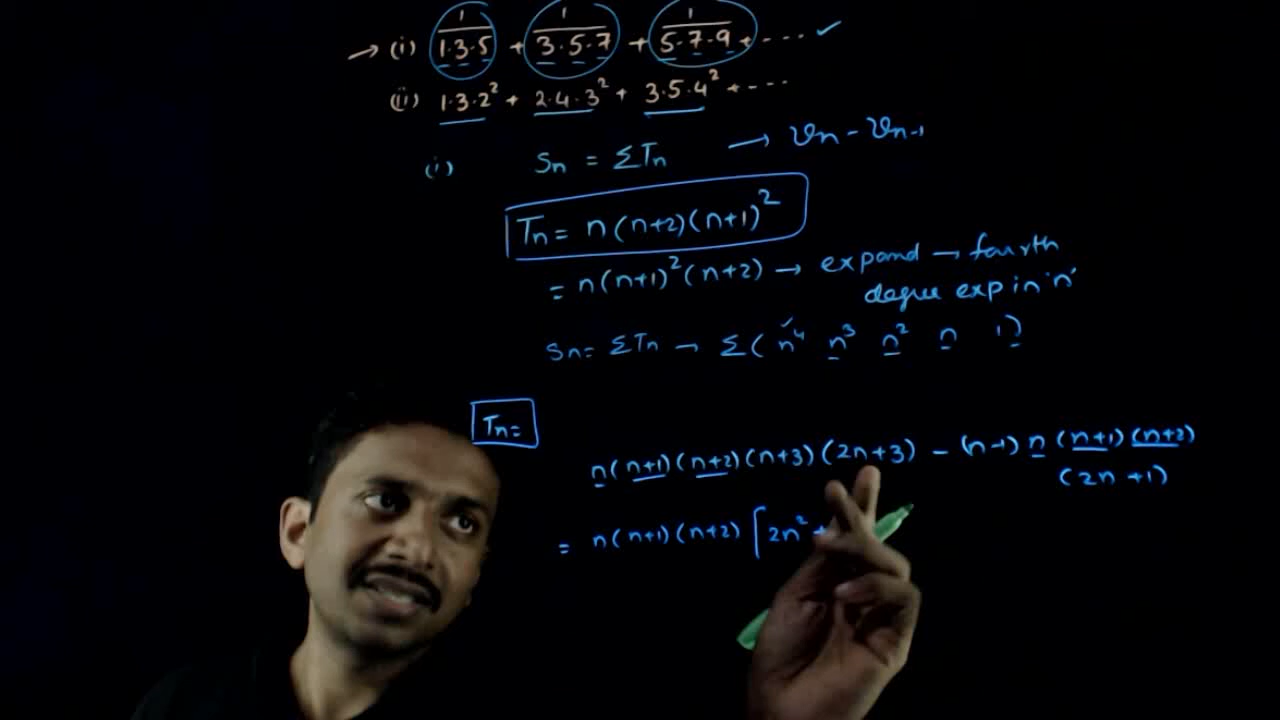 → (i) 1/1·3·5 + 1/3·5·7 + 1/5·7·9 + ---- ✓
(ii) 1·3·2² + 2·4·3² + 3·5·4² + ----
(i) Sn = ΣTn → Vn - Vn-1
Tn = n(n+2)(n+1)²
= n(n+1)²(n+2) → expand → fourth
degree exp in 'n'
Sn = ΣTn → Σ( n⁴ n³ n² n 1)
Tn =
n(n+1)(n+2)(n+3)(2n+3) - (n-1) n (n+1)(n+2)
(2n+1)
= n(n+1)(n+2) [2n² +